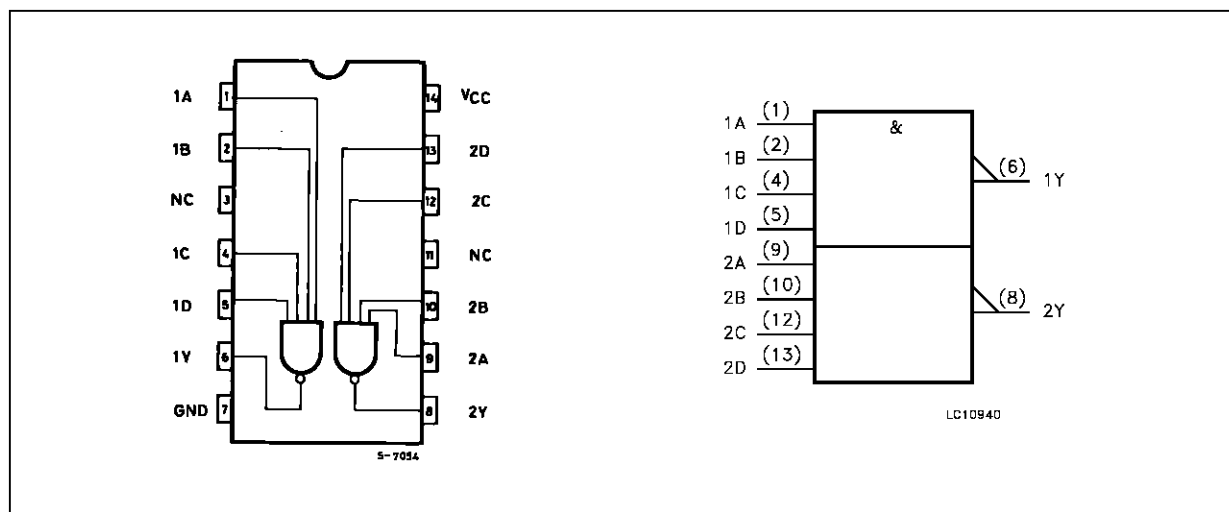 1A 1 14 VCC
1B 2 13 2D
NC 3 12 2C
1C 4 11 NC
1D 5 10 2B
1Y 6 9 2A
GND 7 8 2Y
S-7054
&
1A (1)
1B (2)
1C (4)
1D (5)
(6) 1Y
2A (9)
2B (10)
2C (12)
2D (13)
(8) 2Y
LC10940